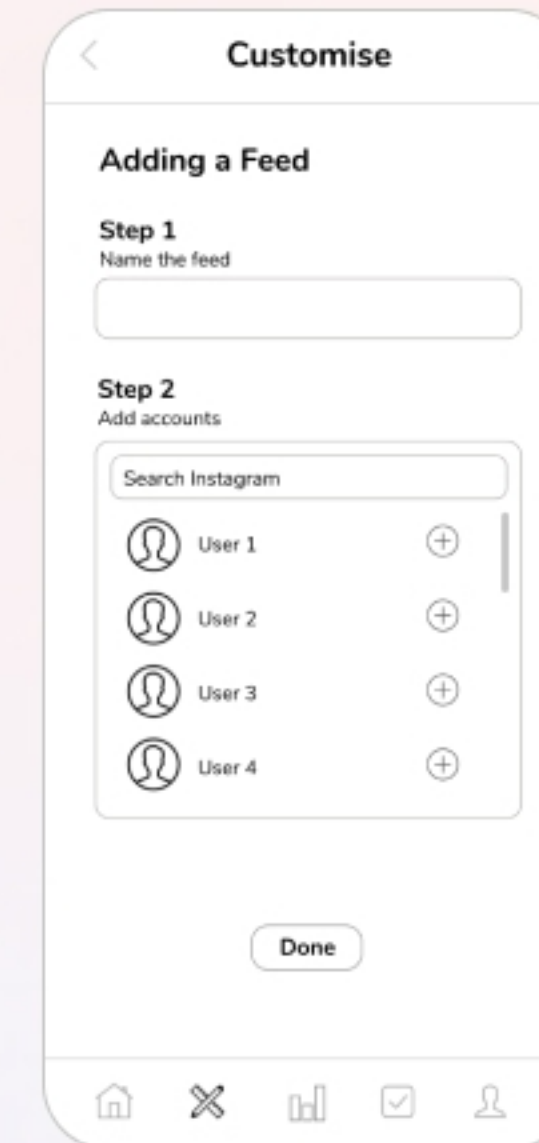 Customise
Adding a Feed
Step 1
Name the feed
Step 2
Add accounts
Search Instagram
User 1
User 2
User 3
User 4
Done